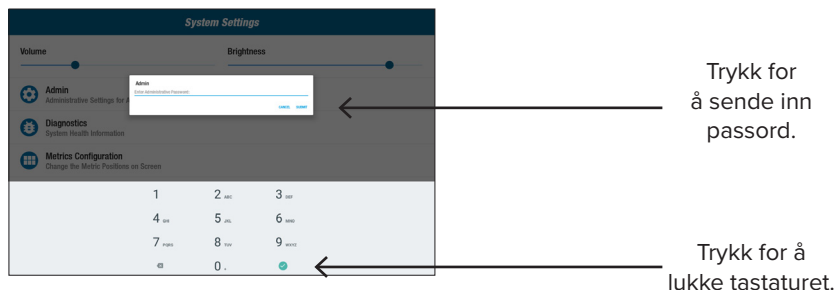 System Settings
Volume
Brightness
Admin
Administrative Settings for A
Admin
Enter Administrative Password
CANCEL SUBMIT
Diagnostics
System Health Information
Metrics Configuration
Change the Metric Positions on Screen
1 2 ABC 3 DEF
4 GHI 5 JKL 6 MNO
7 PQRS 8 TUV 9 WXYZ
0 .
Trykk for
å sende inn
passord.
Trykk for å
lukke tastaturet.